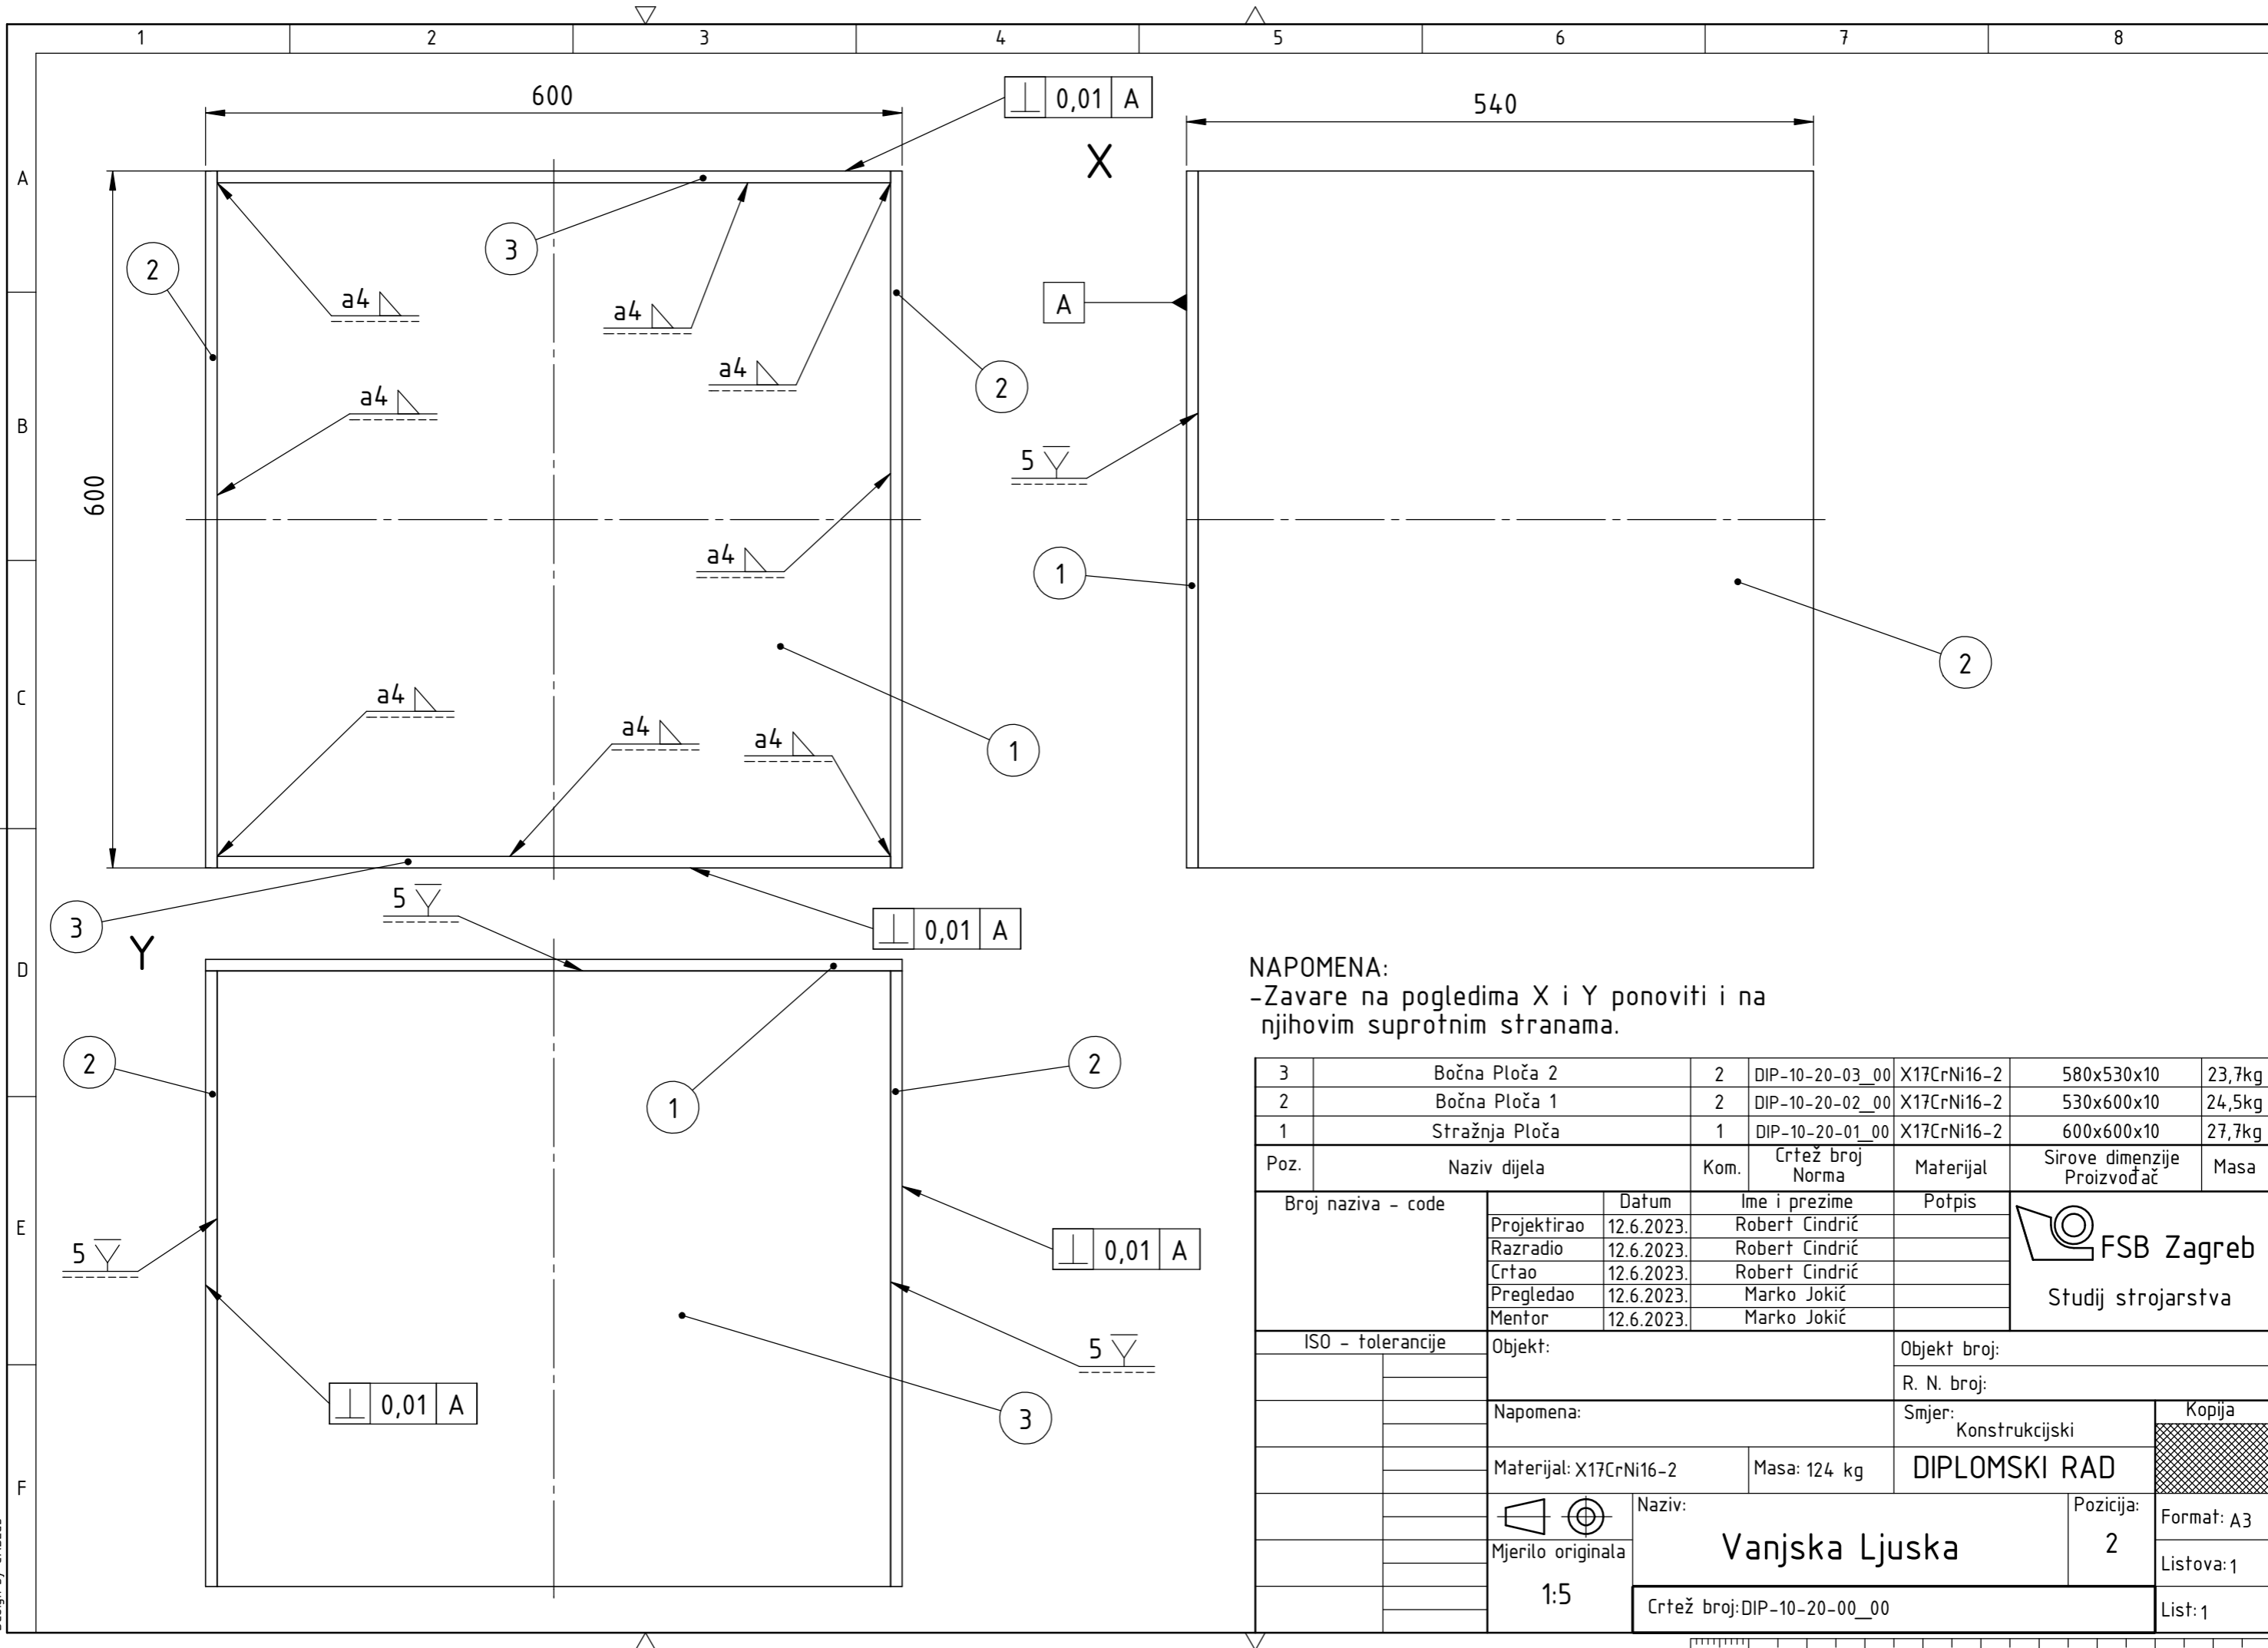 1 2 3 4 5 6 7 8
A
B
C
D
E
F
600
600
⊥ 0,01 A
X
540
2
3
a4
a4
a4
2
a4
a4
A
5
1
2
a4
a4
a4
1
3
5
⊥ 0,01 A
Y
2
1
2
5
⊥ 0,01 A
5
⊥ 0,01 A
3
NAPOMENA:
-Zavare na pogledima X i Y ponoviti i na
njihovim suprotnim stranama.
3 Bočna Ploča 2 2 DIP-10-20-03_00 X17CrNi16-2 580x530x10 23,7kg
2 Bočna Ploča 1 2 DIP-10-20-02_00 X17CrNi16-2 530x600x10 24,5kg
1 Stražnja Ploča 1 DIP-10-20-01_00 X17CrNi16-2 600x600x10 27,7kg
Poz. Naziv dijela Kom. Crtež broj Norma Materijal Sirove dimenzije Proizvođač Masa
Broj naziva - code Datum Ime i prezime Potpis
Projektirao 12.6.2023. Robert Cindrić
Razradio 12.6.2023. Robert Cindrić
Crtao 12.6.2023. Robert Cindrić
Pregledao 12.6.2023. Marko Jokić
Mentor 12.6.2023. Marko Jokić
FSB Zagreb
Studij strojarstva
ISO - tolerancije
Objekt:
Objekt broj:
R. N. broj:
Napomena:
Smjer: Konstrukcijski
Kopija
Materijal: X17CrNi16-2 Masa: 124 kg
DIPLOMSKI RAD
Mjerilo originala
1:5
Naziv:
Vanjska Ljuska
Pozicija:
2
Format: A3
Listova: 1
Crtež broj: DIP-10-20-00_00
List: 1